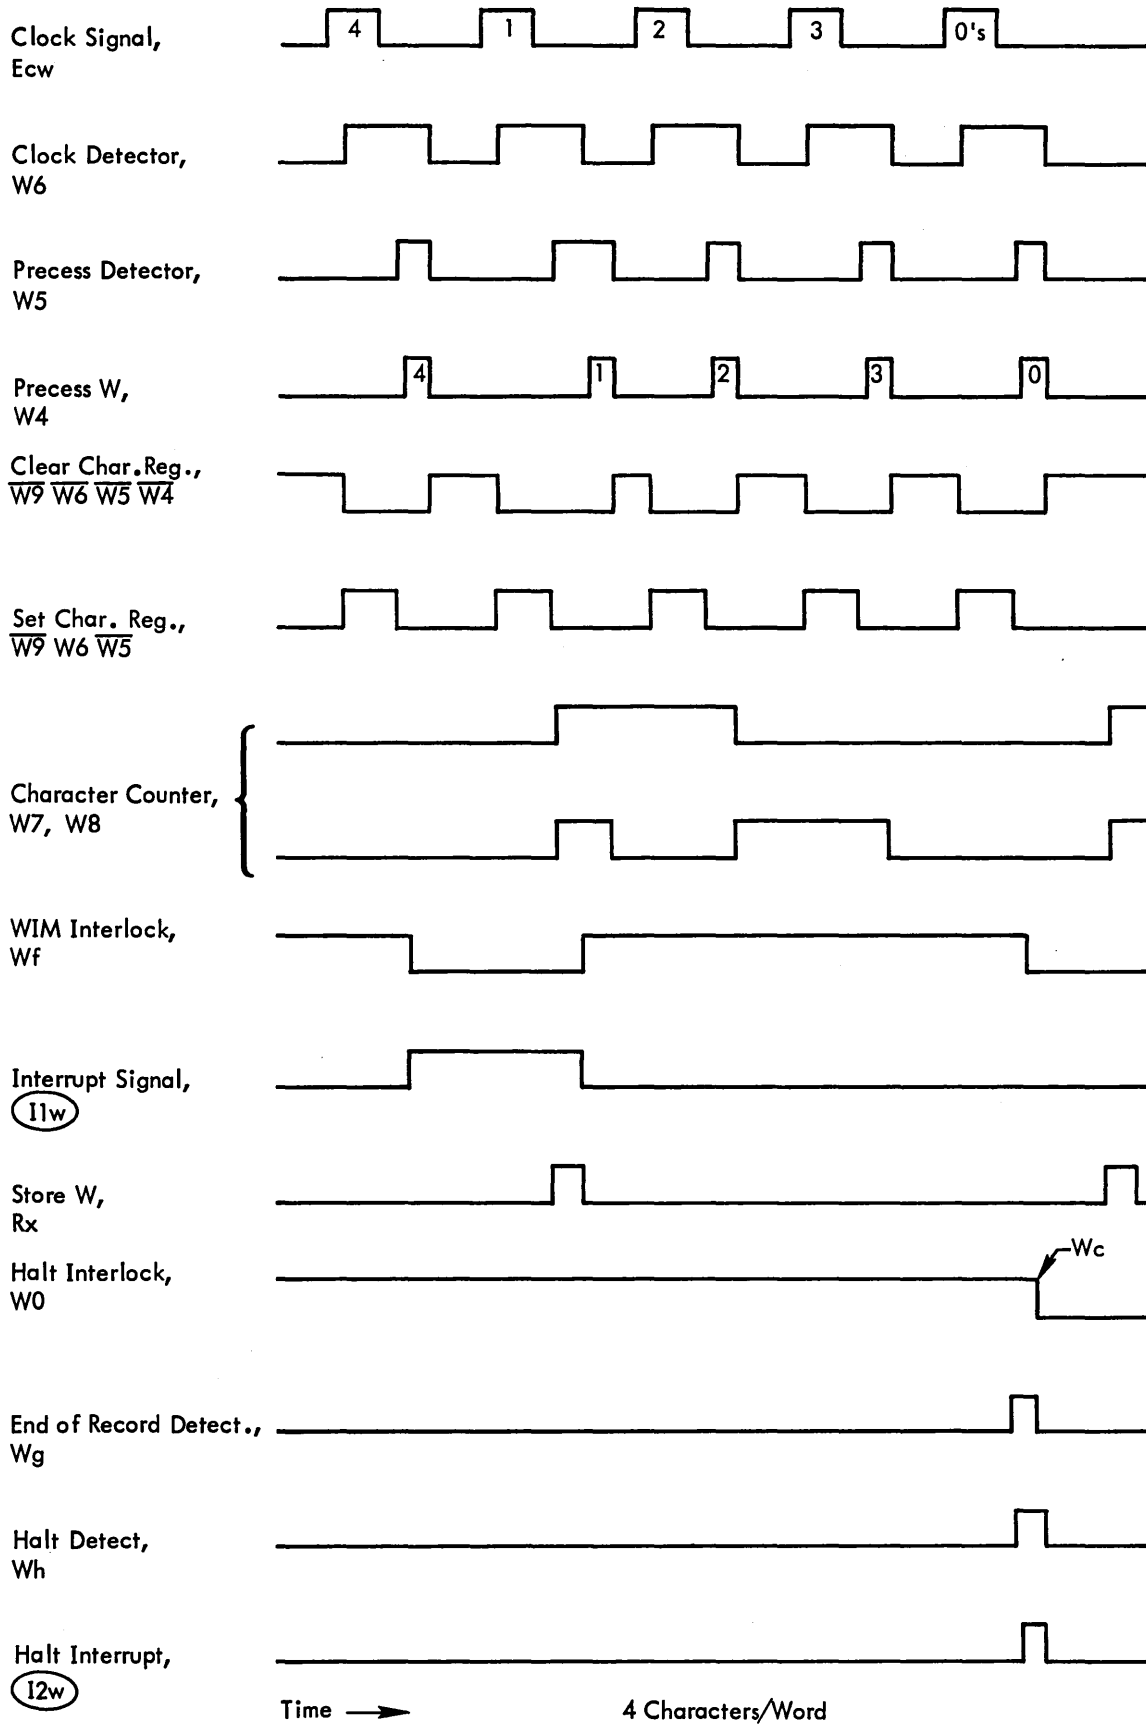 Clock Signal,
Ecw
4 1 2 3 0's
Clock Detector,
W6
Precess Detector,
W5
Precess W,
W4
4 1 2 3 0
Clear Char.Reg.,
W9 W6 W5 W4
Set Char. Reg.,
W9 W6 W5
Character Counter,
W7, W8
WIM Interlock,
Wf
Interrupt Signal,
I1w
Store W,
Rx
Wc
Halt Interlock,
W0
End of Record Detect.,
Wg
Halt Detect,
Wh
Halt Interrupt,
I2w
Time 4 Characters/Word